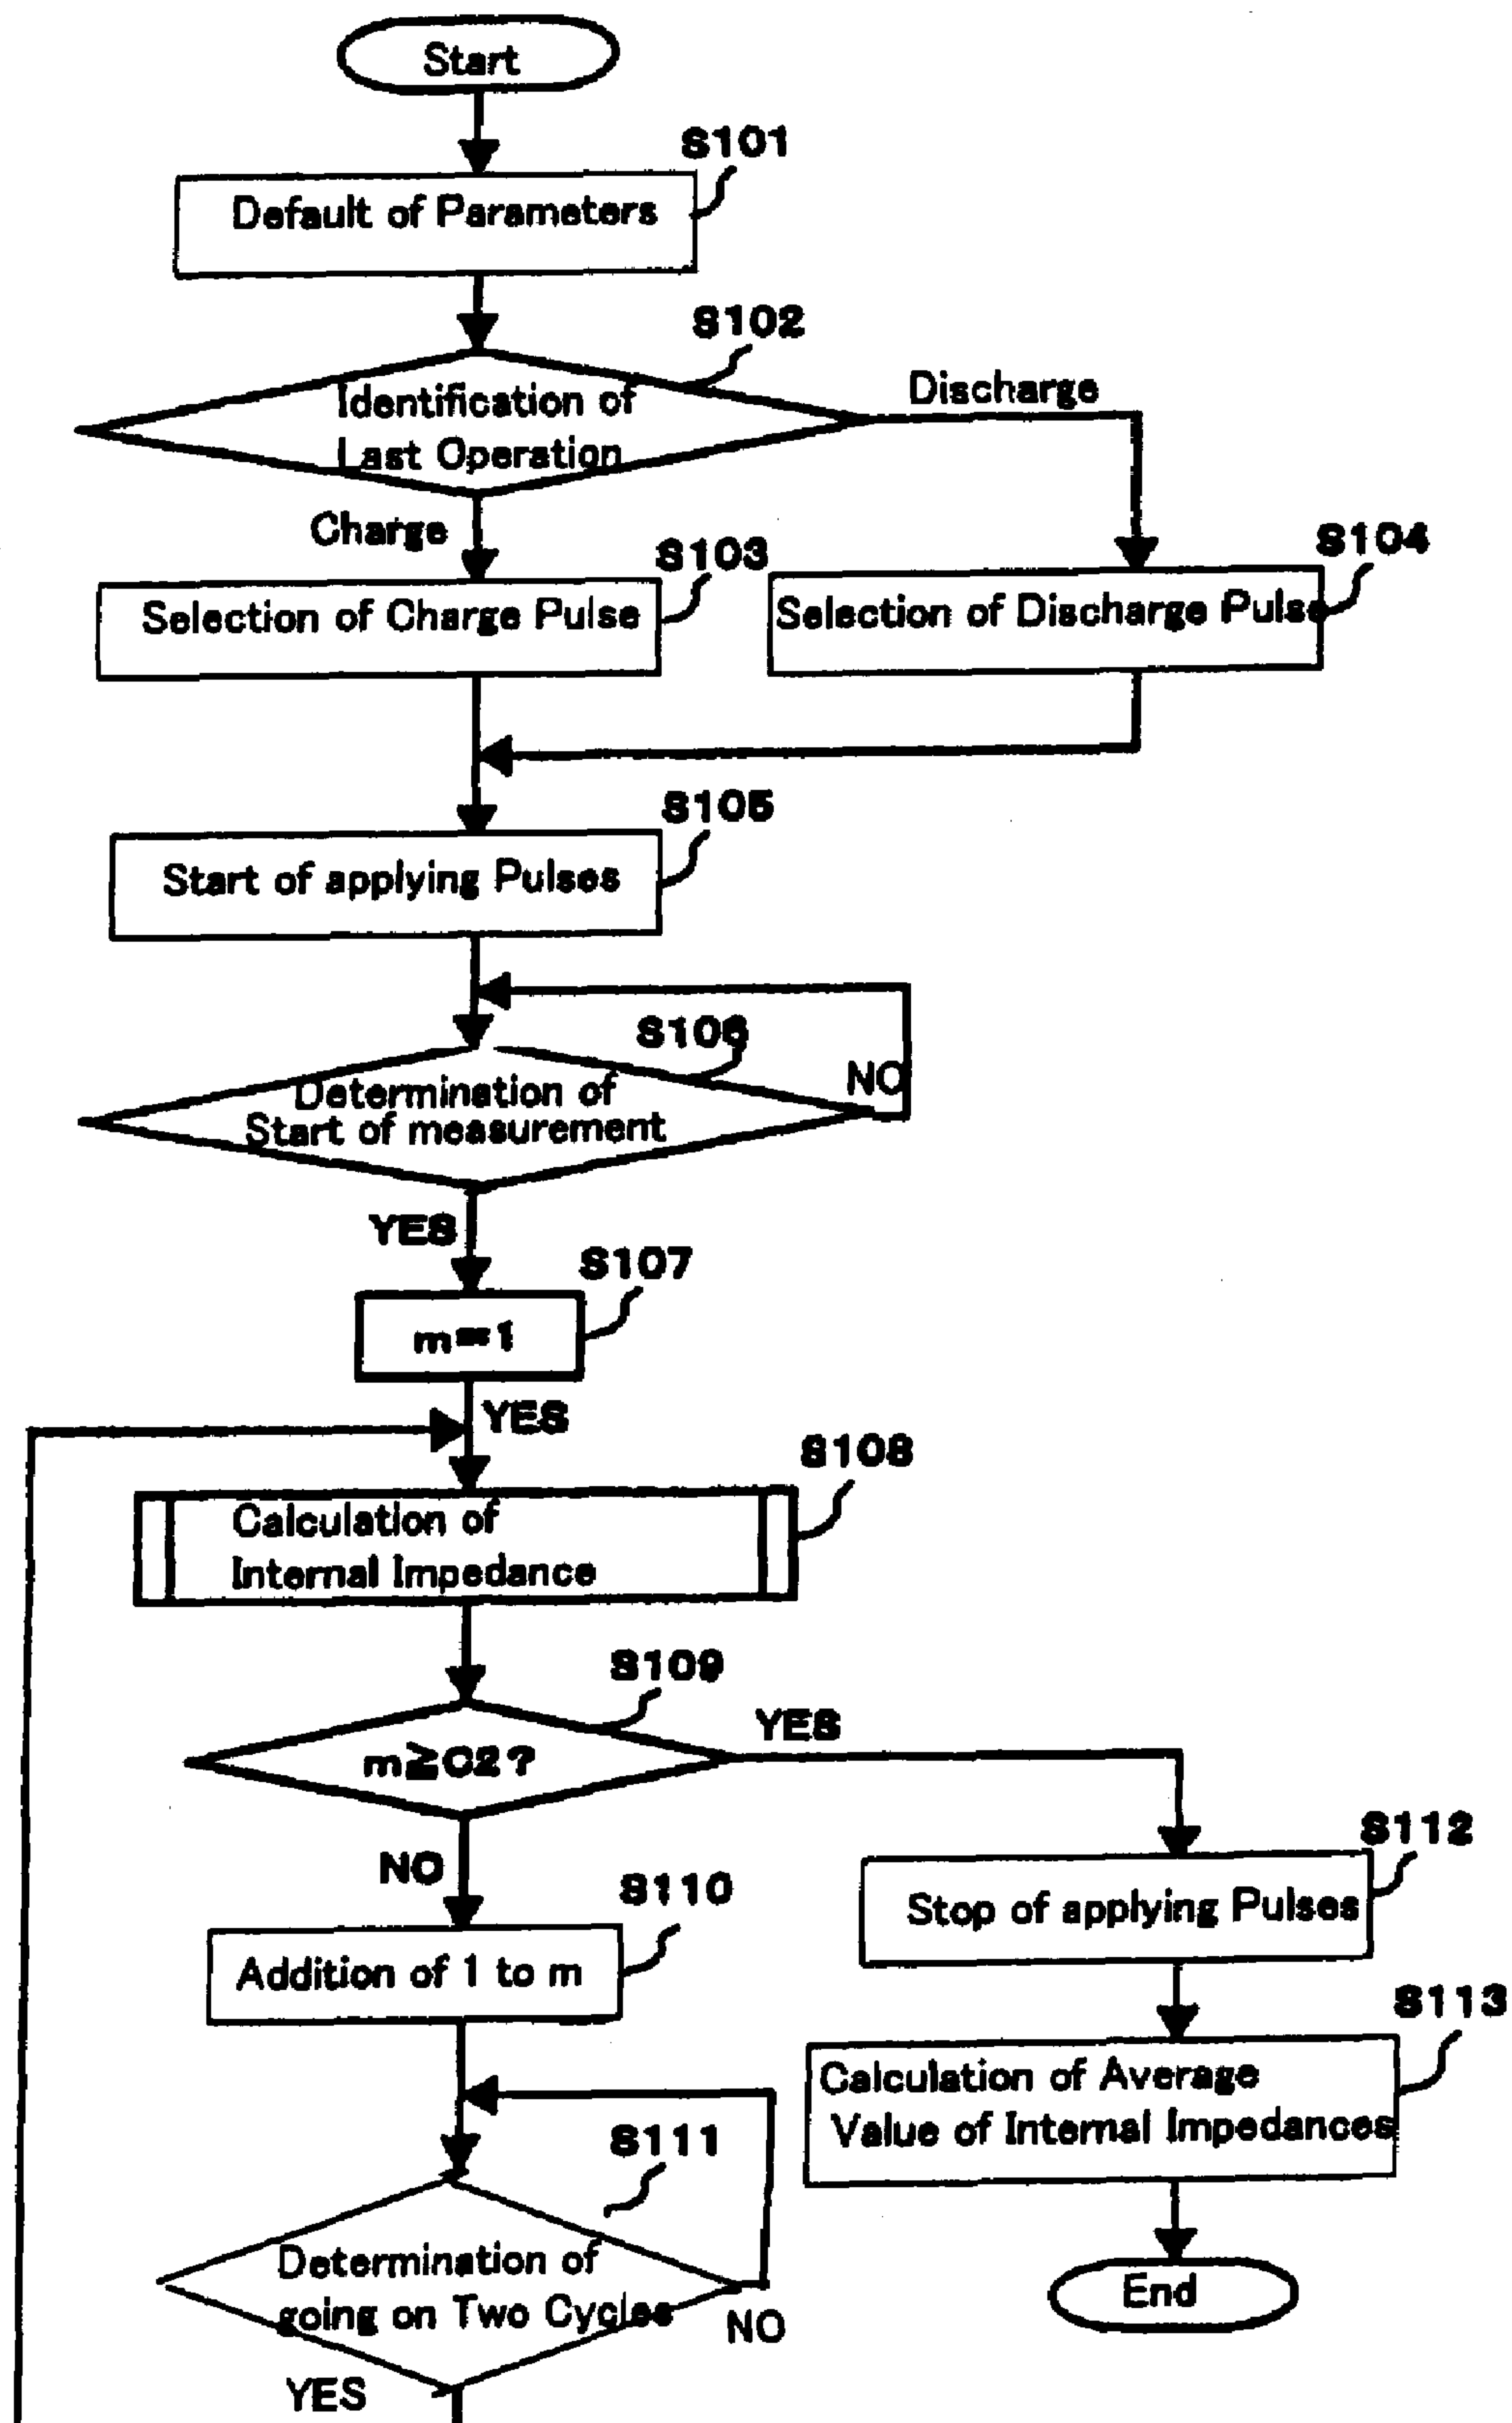 Start
S101
Default of Parameters
S102
Identification of
Last Operation
Discharge
Charge
S103
Selection of Charge Pulse
S104
Selection of Discharge Pulse
S105
Start of applying Pulses
S106
NO
Determination of
Start of measurement
YES
S107
m=1
YES
S108
Calculation of
Internal Impedance
S109
m≧C2?
YES
NO
S110
Addition of 1 to m
S112
Stop of applying Pulses
S113
Calculation of Average
Value of Internal Impedances
S111
Determination of
going on Two Cycles
NO
YES
End